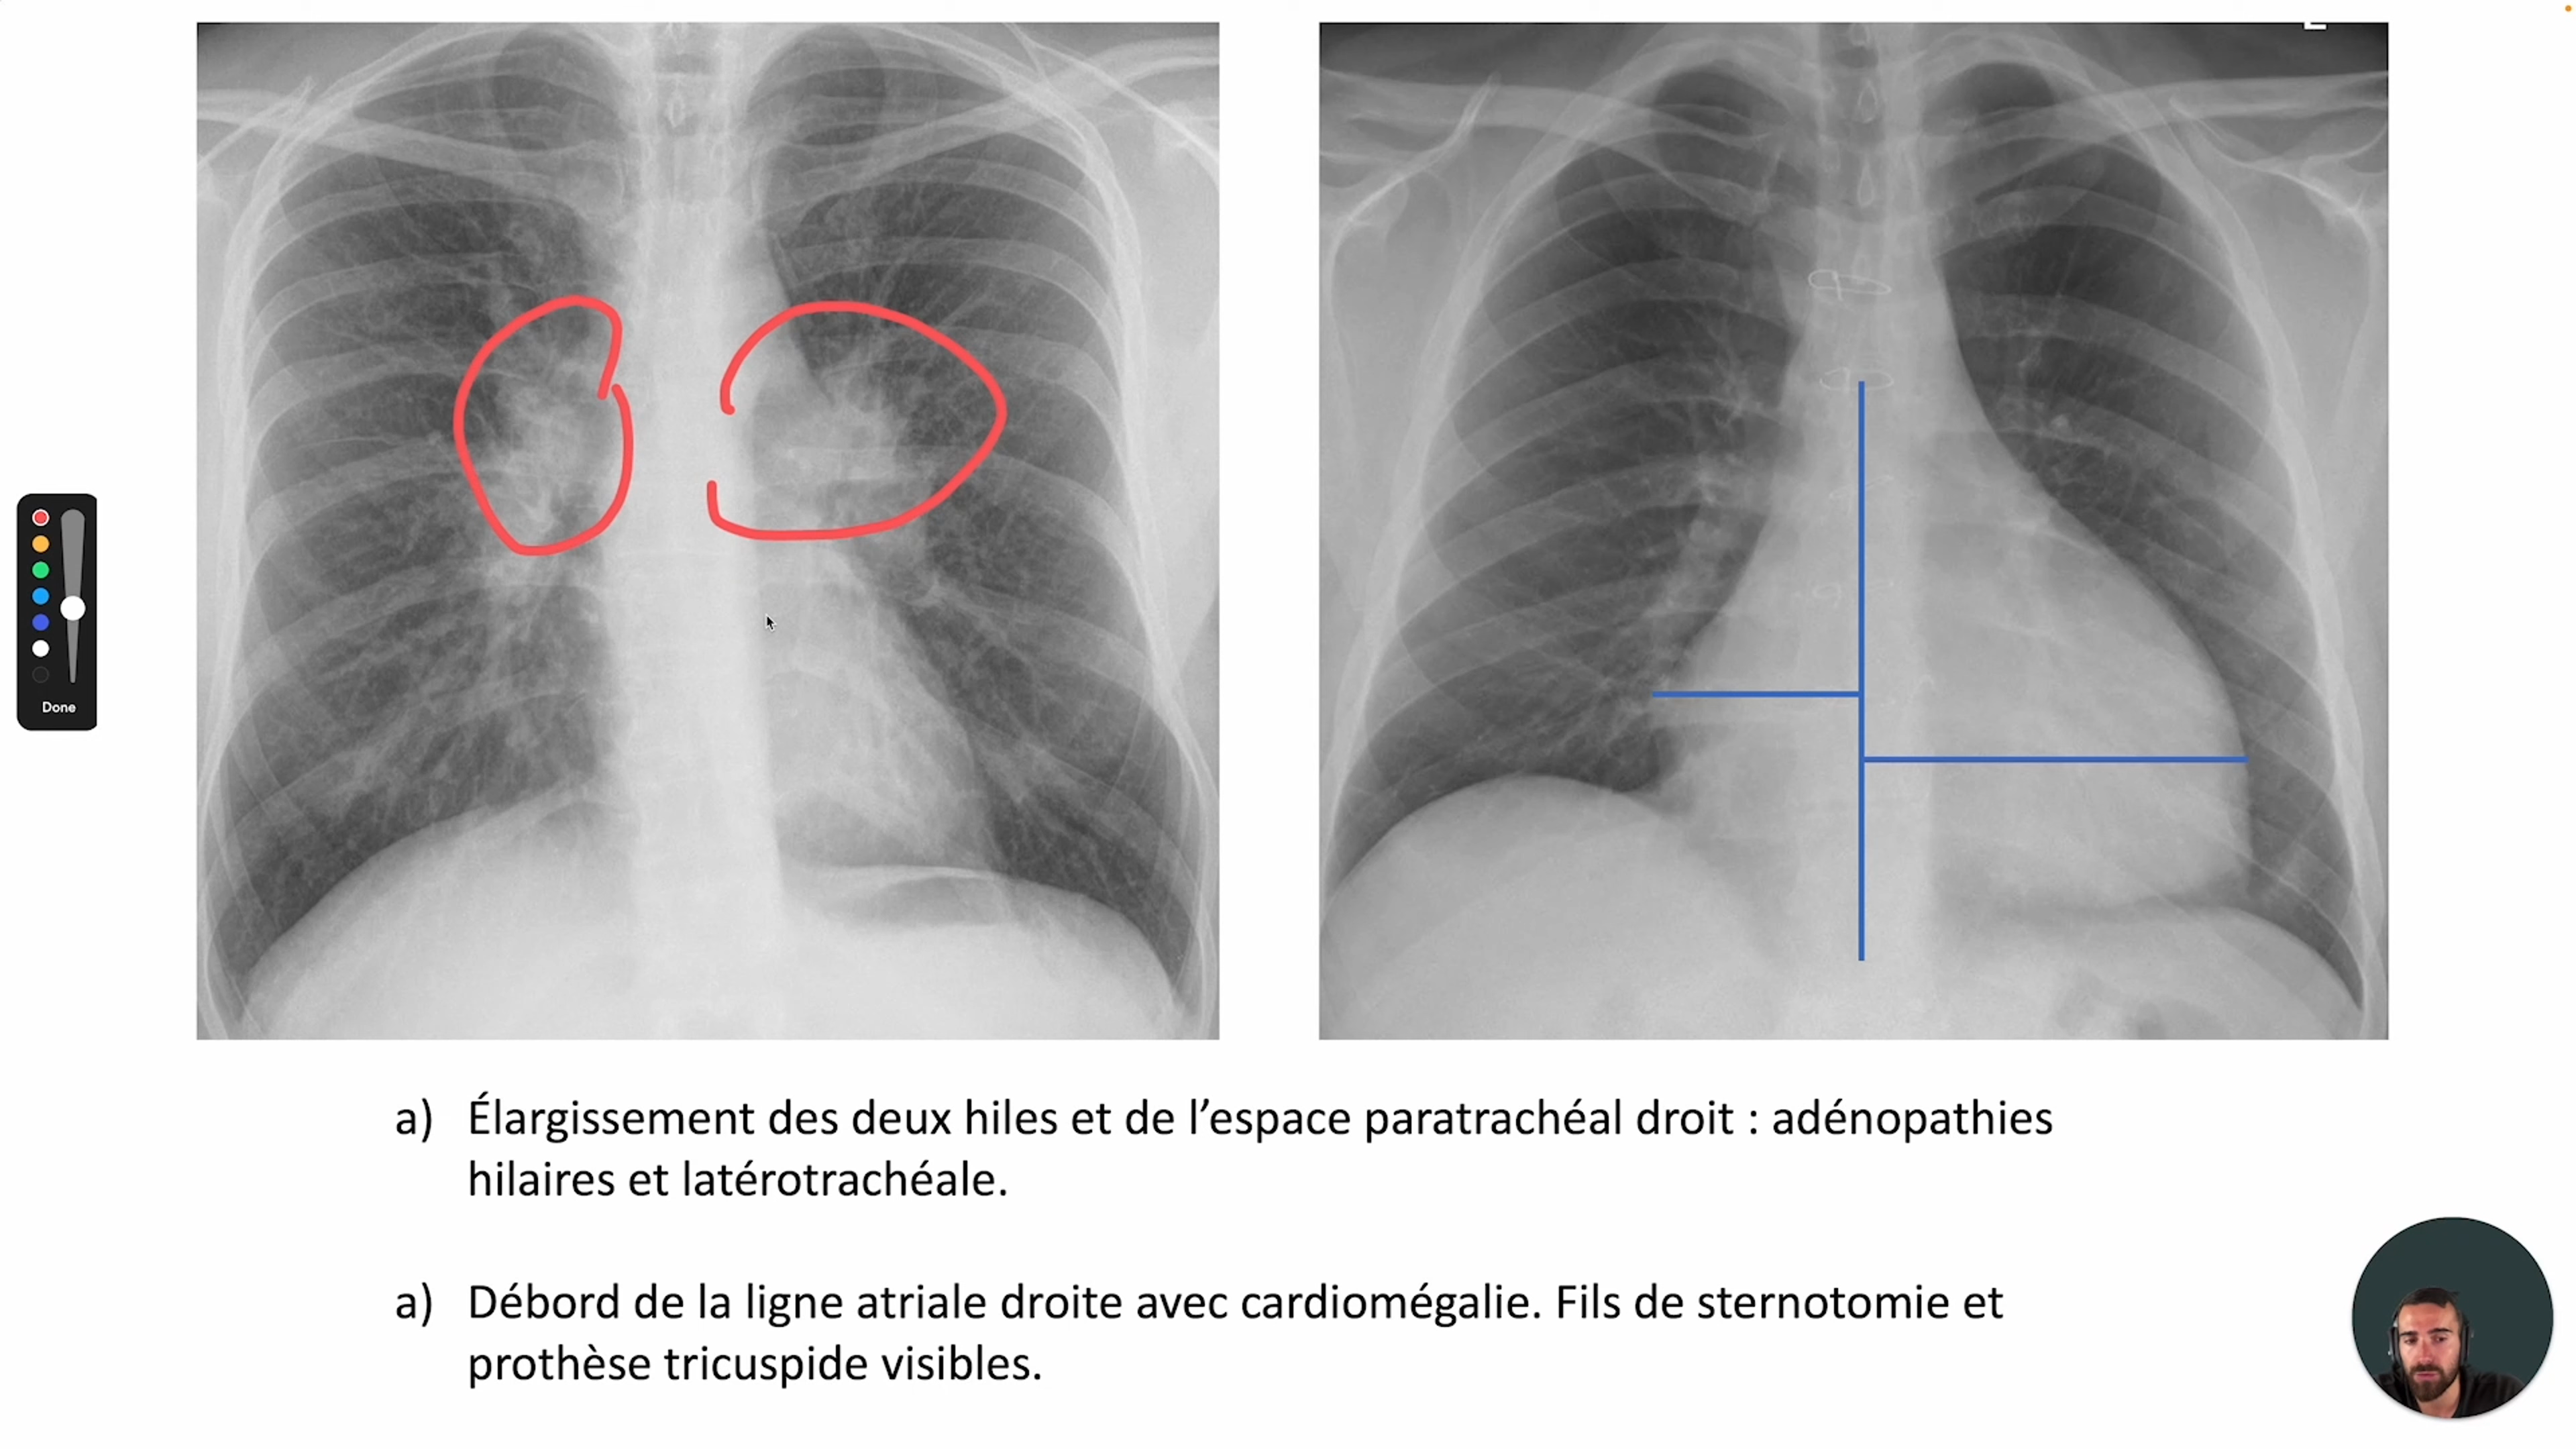 Done
a) Élargissement des deux hiles et de l’espace paratrachéal droit : adénopathies
hilaires et latérotrachéale.
a) Débord de la ligne atriale droite avec cardiomégalie. Fils de sternotomie et
prothèse tricuspide visibles.